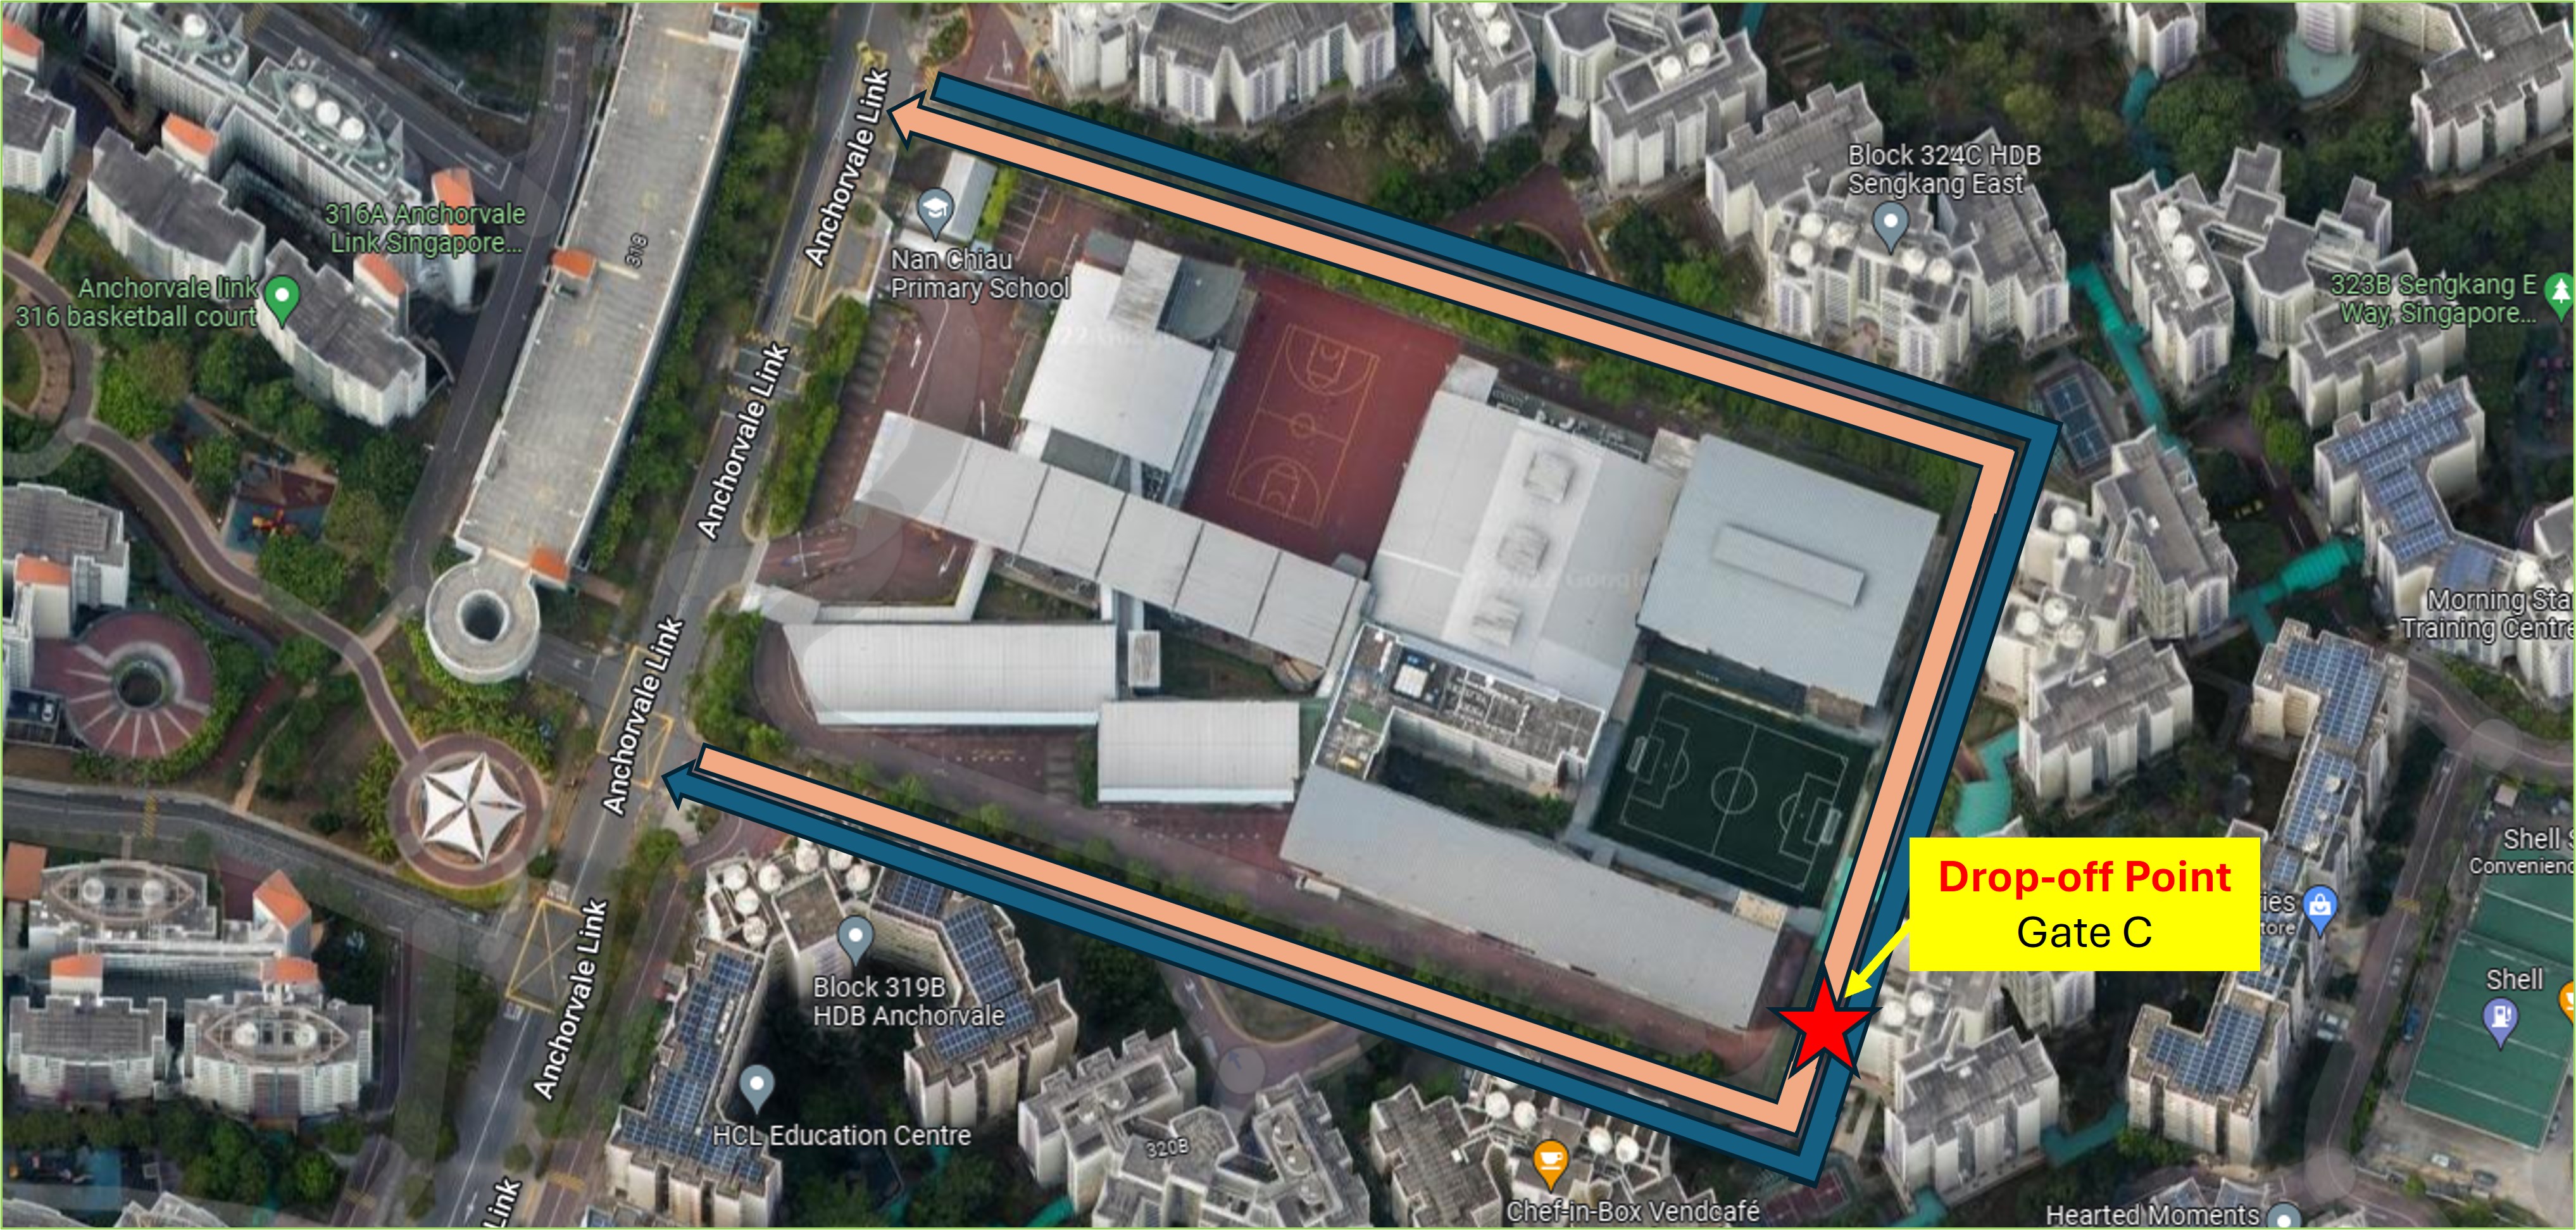 Anchorvale Link
Block 324C HDB
Sengkang East
316A Anchorvale
Link Singapore...
318
Nan Chiau
Primary School
Anchorvale link
316 basketball court
323B Sengkang E
Way, Singapore...
Anchorvale Link
Morning Sta
Training Centre
Anchorvale Link
Shell S
Convenienc
Drop-off Point
Gate C
ries
tore
Anchorvale Link
Block 319B
HDB Anchorvale
Shell
HCL Education Centre
320B
Link
Chef-in-Box Vendcafé
Hearted Moments